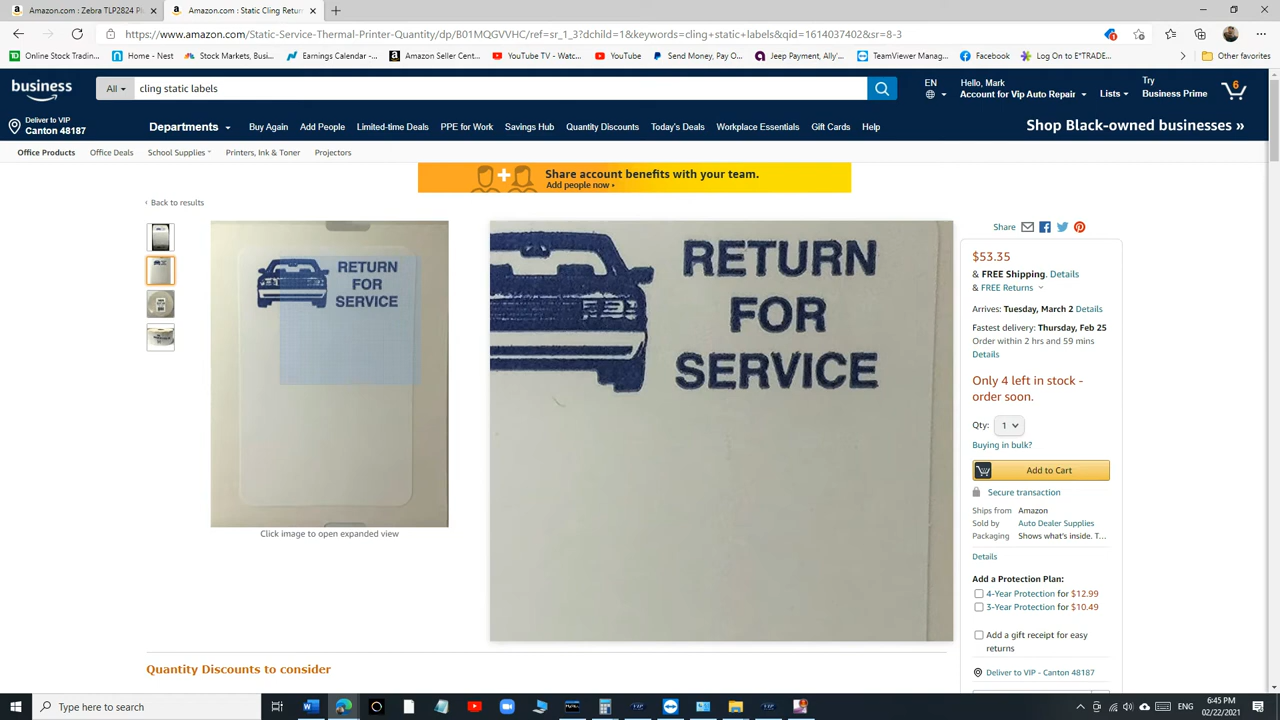 Amazon.com : Zebra TLP2824 Pl
Amazon.com : Static Cling Return
https://www.amazon.com/Static-Service-Thermal-Printer-Quantity/dp/B01MQGVVHC/ref=sr_1_3?dchild=1&keywords=cling+static+labels&qid=1614037402&sr=8-3
Online Stock Tradin...
Home - Nest
Stock Markets, Busi...
Earnings Calendar -...
Amazon Seller Cent...
YouTube TV - Watc...
YouTube
Send Money, Pay O...
Jeep Payment, Ally'...
TeamViewer Manag...
Facebook
Log On to E*TRADE...
Other favorites
business
All
cling static labels
EN
Hello, Mark
Account for Vip Auto Repair
Lists
Try
Business Prime
6
Deliver to VIP
Canton 48187
Departments
Buy Again
Add People
Limited-time Deals
PPE for Work
Savings Hub
Quantity Discounts
Today's Deals
Workplace Essentials
Gift Cards
Help
Shop Black-owned businesses »
Office Products
Office Deals
School Supplies
Printers, Ink & Toner
Projectors
Share account benefits with your team.
Add people now ▸
‹ Back to results
RETURN
FOR
SERVICE
Click image to open expanded view
RETURN
FOR
SERVICE
Share
$53.35
& FREE Shipping. Details
& FREE Returns
Arrives: Tuesday, March 2 Details
Fastest delivery: Thursday, Feb 25
Order within 2 hrs and 59 mins
Details
Only 4 left in stock -
order soon.
Qty: 1
Buying in bulk?
Add to Cart
Secure transaction
Ships from Amazon
Sold by Auto Dealer Supplies
Packaging Shows what's inside. T...
Details
Add a Protection Plan:
4-Year Protection for $12.99
3-Year Protection for $10.49
Add a gift receipt for easy
returns
Deliver to VIP - Canton 48187
Quantity Discounts to consider
Type here to search
ENG
6:45 PM
02/22/2021